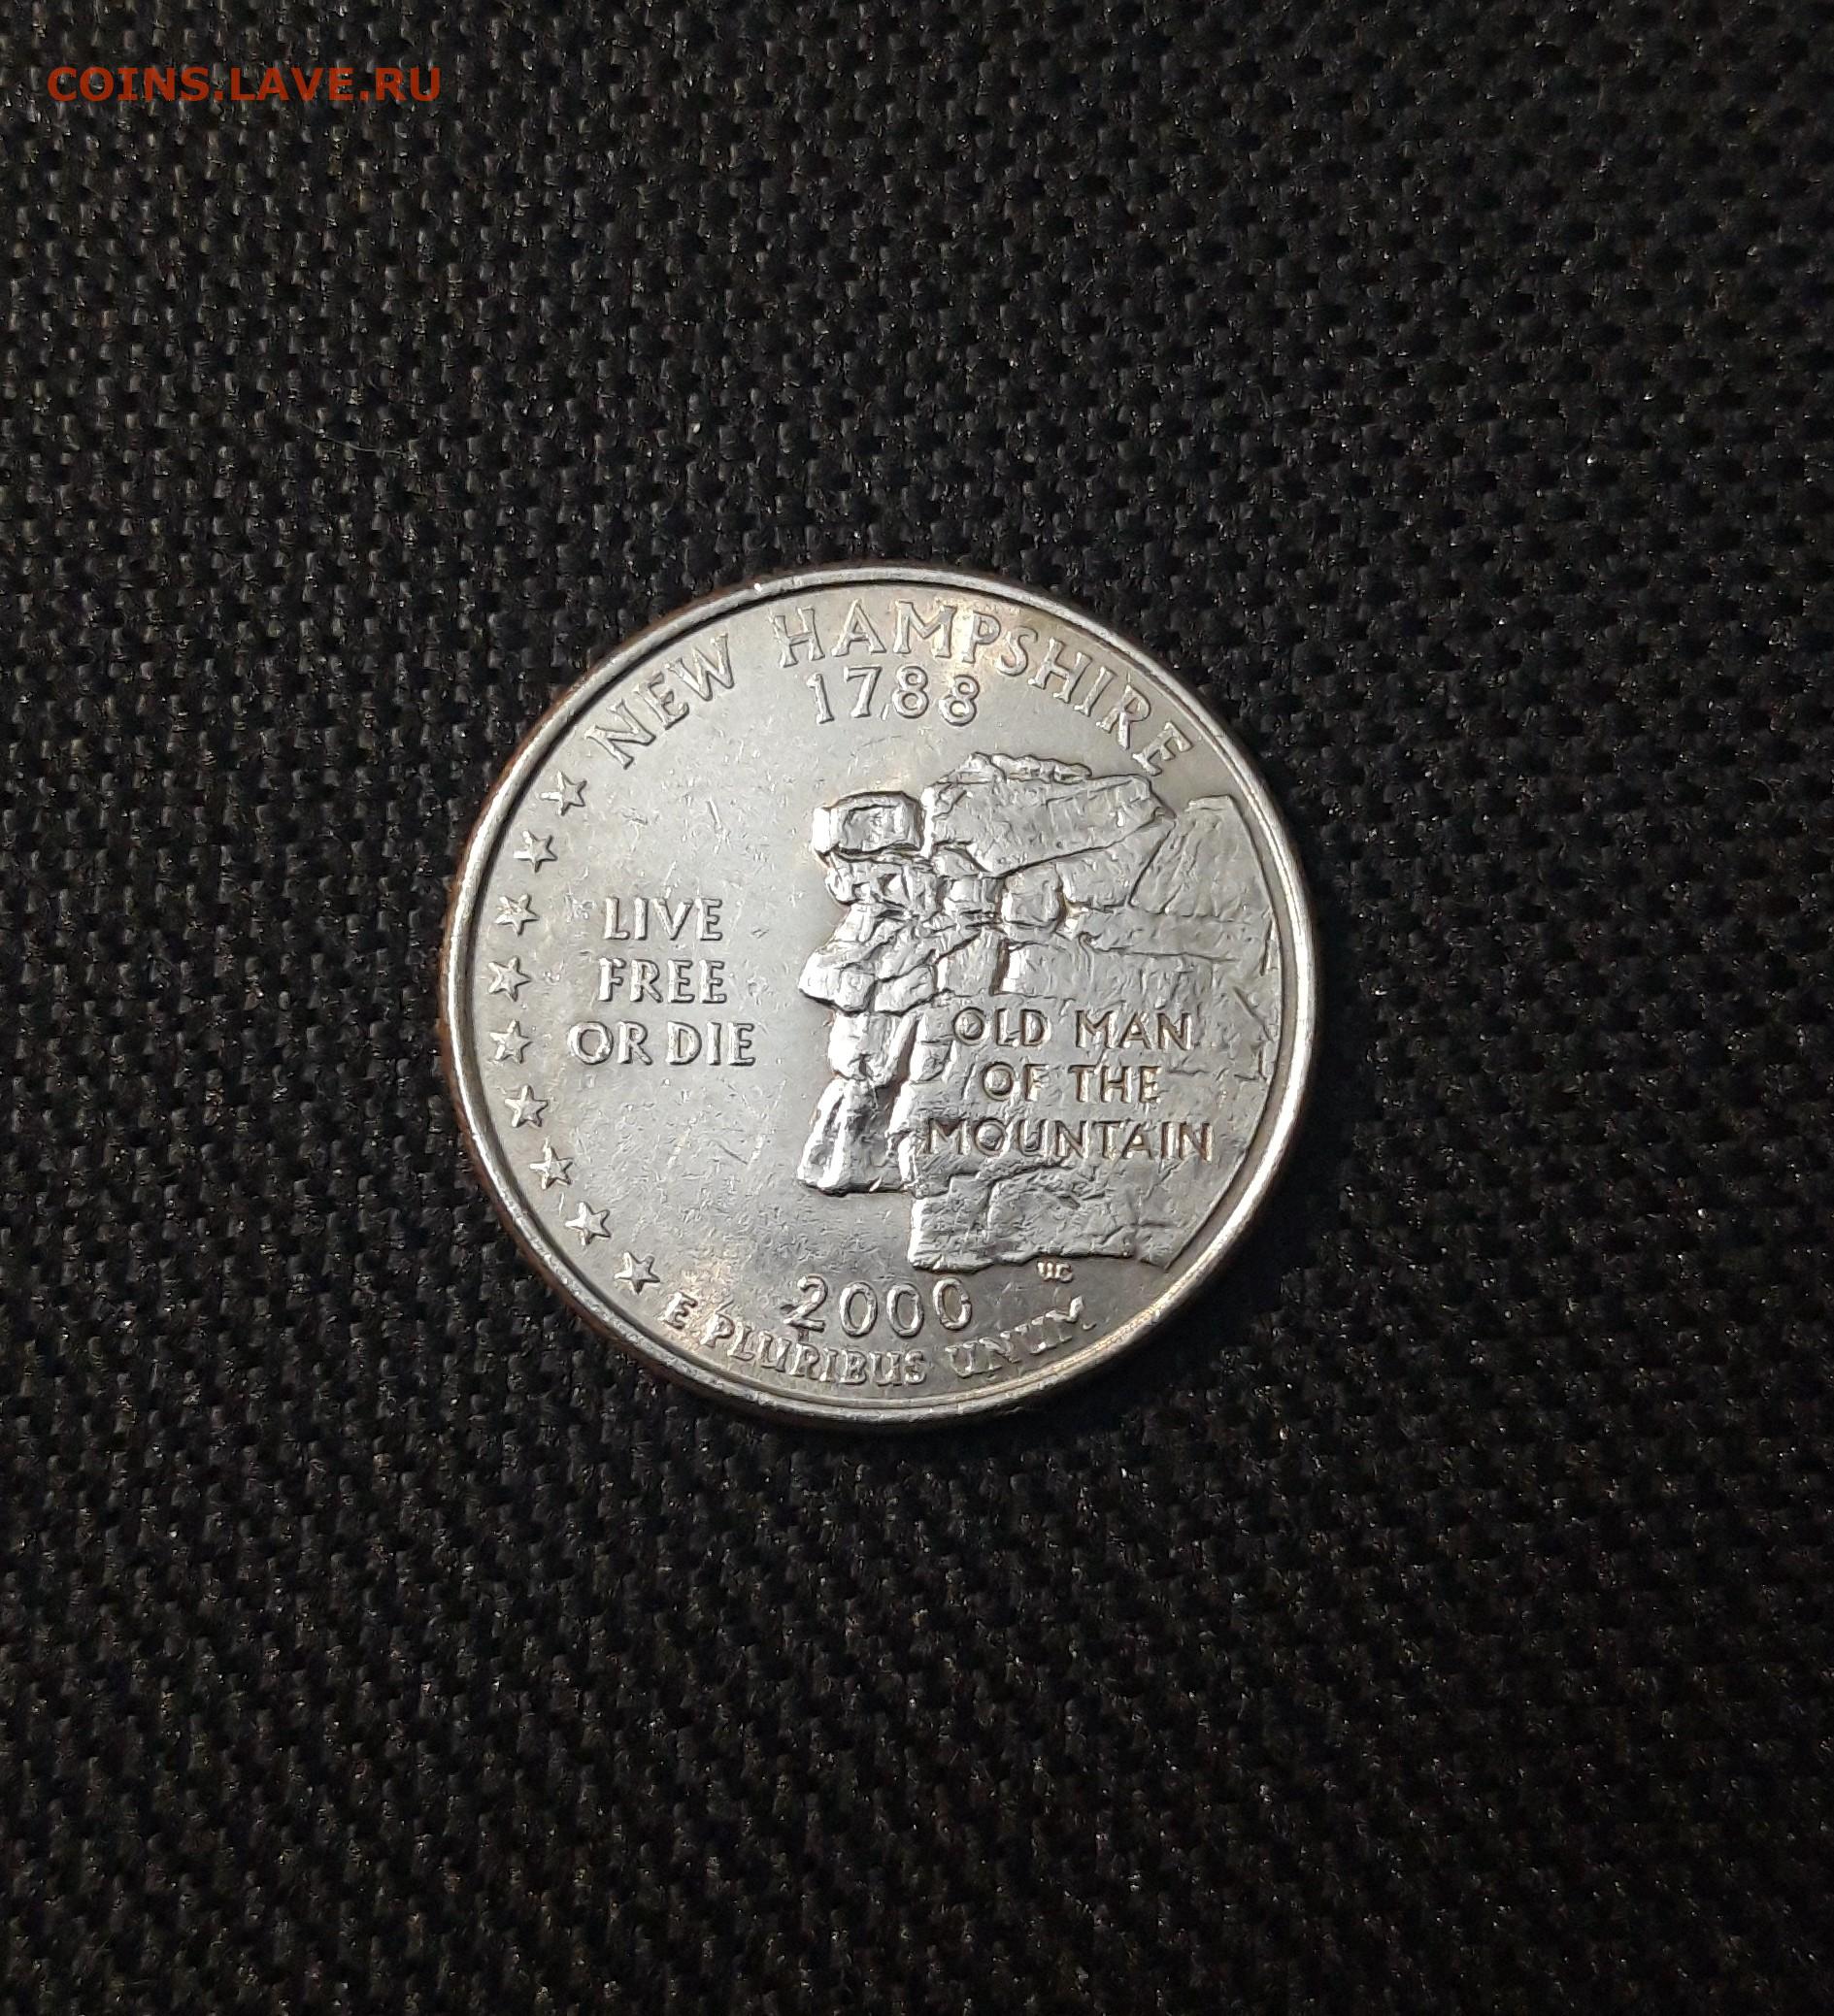 COINS.LAVE.RU
NEW HAMPSHIRE
1788
LIVE
FREE
OR DIE
OLD MAN
OF THE
MOUNTAIN
2000
E PLURIBUS UNUM